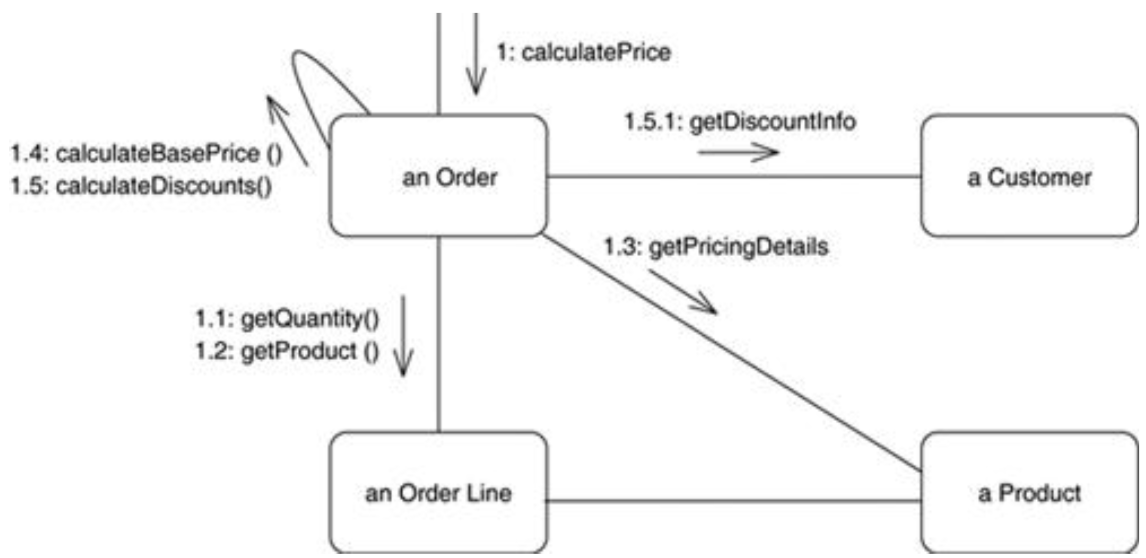 1: calculatePrice
1.5.1: getDiscountInfo
1.4: calculateBasePrice ()
1.5: calculateDiscounts()
an Order
a Customer
1.3: getPricingDetails
1.1: getQuantity()
1.2: getProduct ()
an Order Line
a Product